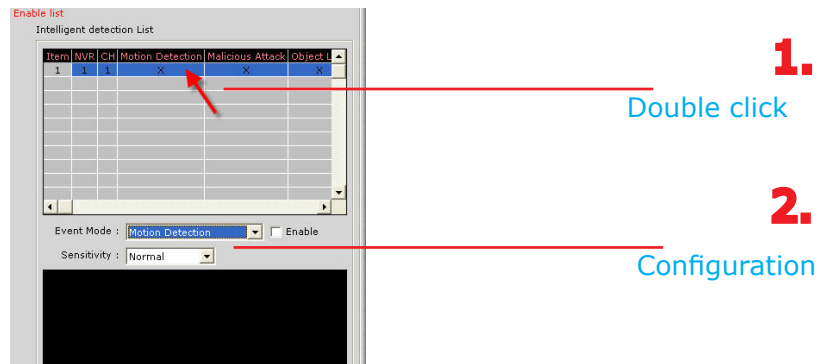 Enable list
Intelligent detection List
Item NVR CH Motion Detection Malicious Attack Object L
1 1 1 X X X
1.
Double click
2.
Event Mode : Motion Detection Enable
Sensitivity : Normal
Configuration